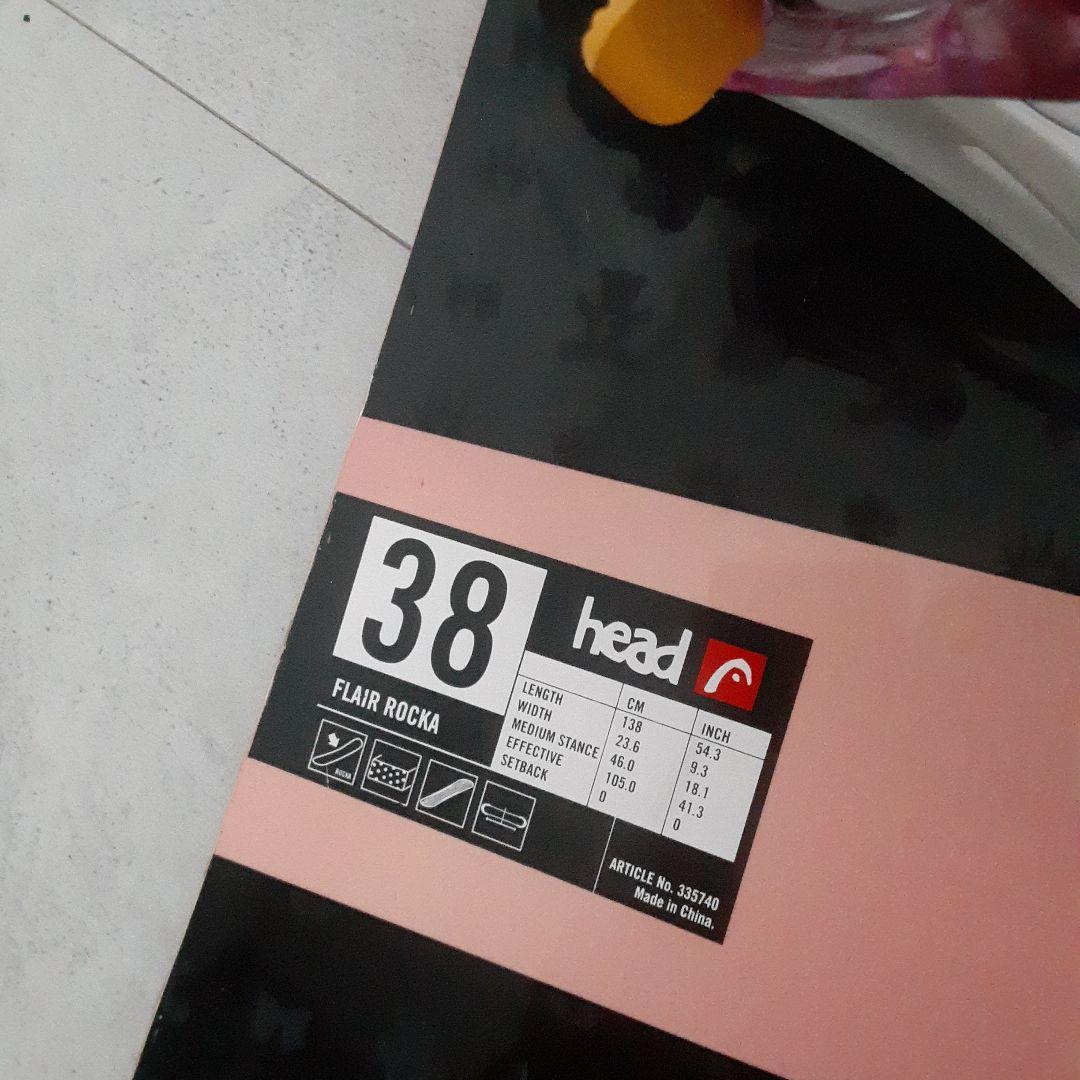 38
head
FLAIR ROCKA
ROCKA
CM INCH
LENGTH 138 54.3
WIDTH 23.6 9.3
MEDIUM STANCE 46.0 18.1
EFFECTIVE 105.0 41.3
SETBACK 0 0
ARTICLE No. 335740
Made in China.